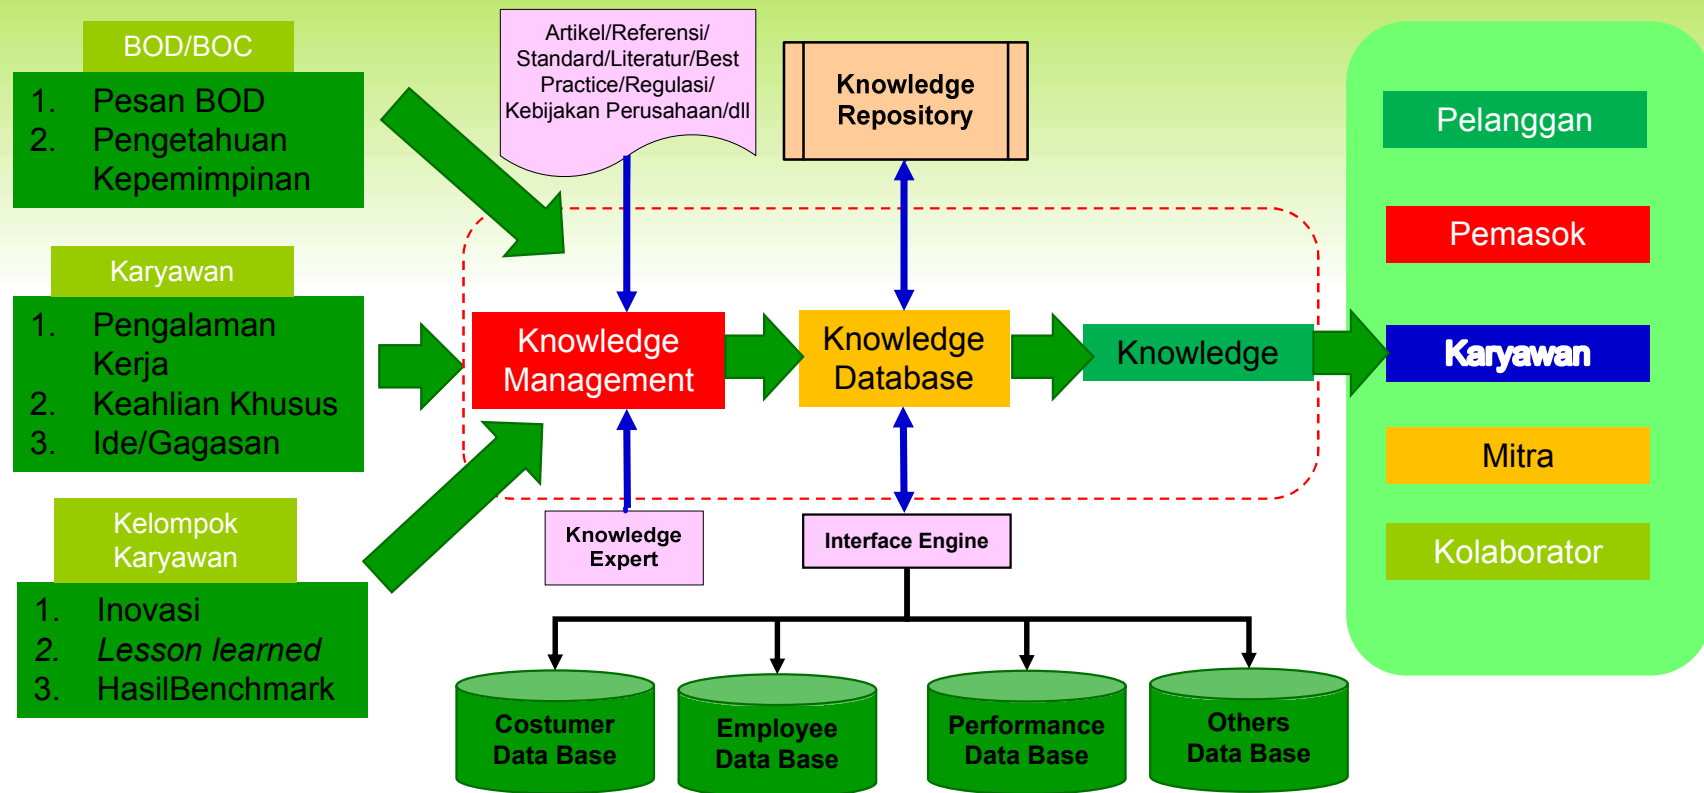 BOD/BOC
1. Pesan BOD
2. Pengetahuan
Kepemimpinan
Karyawan
1. Pengalaman
Kerja
2. Keahlian Khusus
3. Ide/Gagasan
Kelompok
Karyawan
1. Inovasi
2. Lesson learned
3. HasilBenchmark
Artikel/Referensi/
Standard/Literatur/Best
Practice/Regulasi/
Kebijakan Perusahaan/dll
Knowledge
Repository
Knowledge
Management
Knowledge
Database
Knowledge
Knowledge
Expert
Interface Engine
Costumer
Data Base
Employee
Data Base
Performance
Data Base
Others
Data Base
Pelanggan
Pemasok
Karyawan
Mitra
Kolaborator